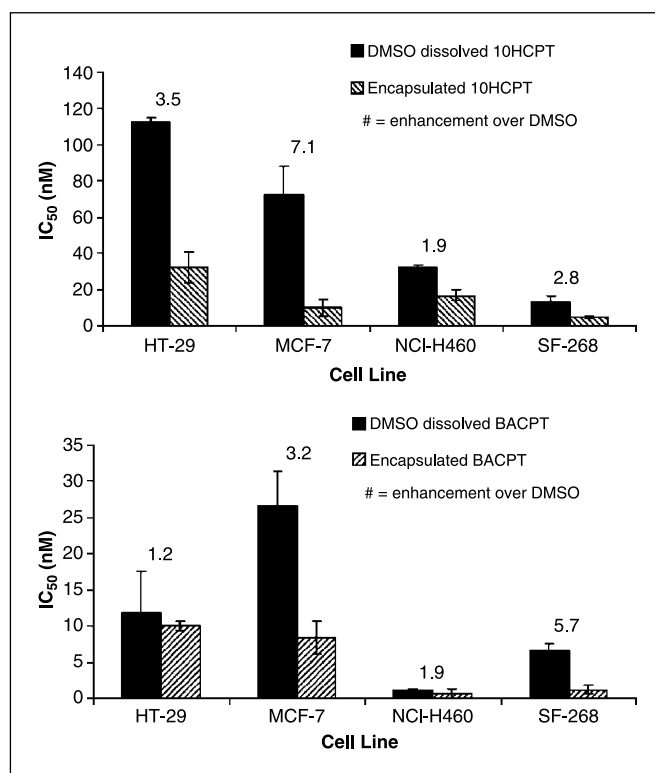 DMSO dissolved 10HCPT
Encapsulated 10HCPT
# = enhancement over DMSO
140
120
100
80
60
40
20
0
IC50 (nM)
3.5
7.1
1.9
2.8
HT-29
MCF-7
NCI-H460
SF-268
Cell Line
DMSO dissolved BACPT
Encapsulated BACPT
# = enhancement over DMSO
35
30
25
20
15
10
5
0
IC50 (nM)
1.2
3.2
1.9
5.7
HT-29
MCF-7
NCI-H460
SF-268
Cell Line